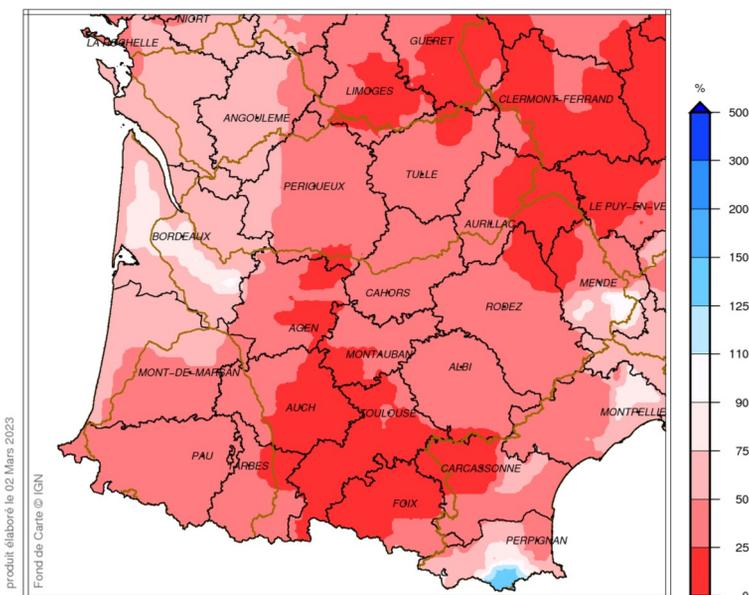 NIORT
LA ROCHELLE
GUERET
LIMOGES
CLERMONT-FERRAND
ANGOULEME
PERIGUEUX
TULLE
LE PUY-EN-VE
AURILLAC
BORDEAUX
MENDE
CAHORS
RODEZ
AGEN
MONTAUBAN
ALBI
MONT-DE-MARSAN
AUCH
TOULOUSE
MONTPELLIE
PAU
ARBES
CARCASSONNE
FOIX
PERPIGNAN
%
500
300
200
150
125
110
90
75
50
25
produit élaboré le 02 Mars 2023
Fond de Carte © IGN